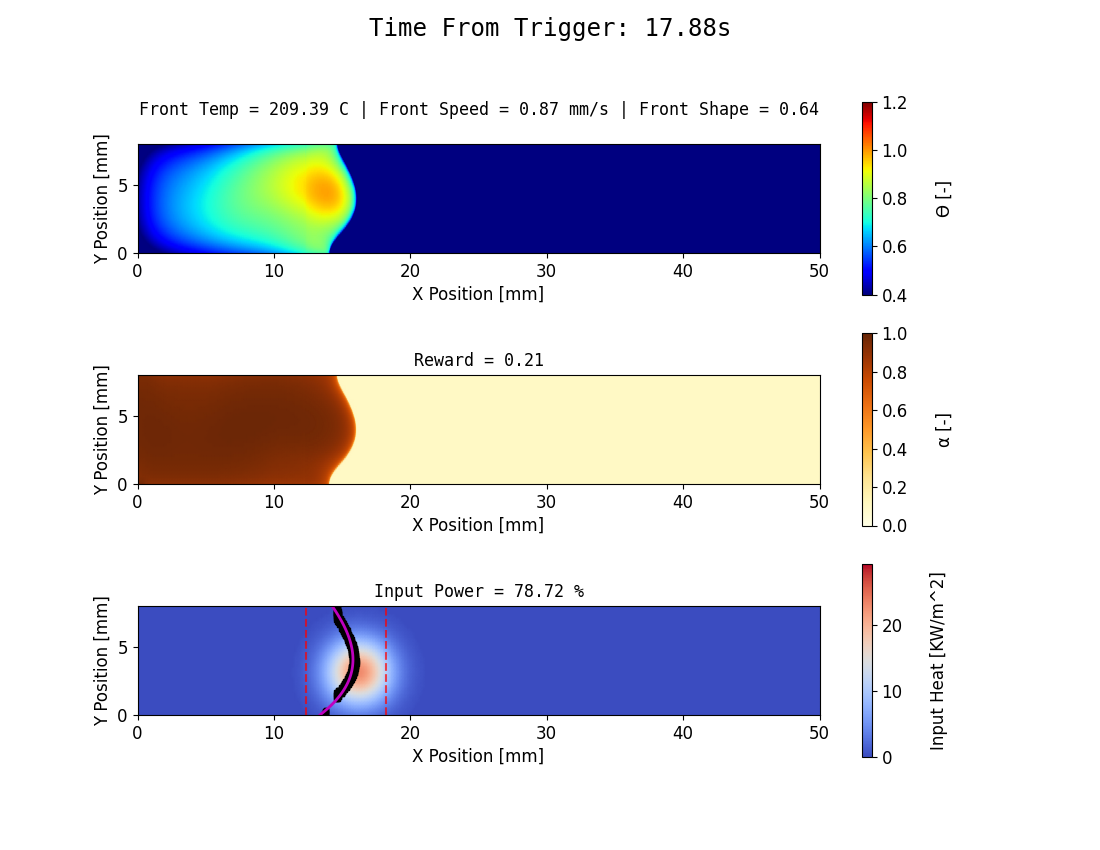 Time From Trigger: 17.88s
Front Temp = 209.39 C | Front Speed = 0.87 mm/s | Front Shape = 0.64
Y Position [mm]
5
0
0 10 20 30 40 50
X Position [mm]
1.2
1.0
0.8
0.6
0.4
Θ [-]
Reward = 0.21
Y Position [mm]
5
0
0 10 20 30 40 50
X Position [mm]
1.0
0.8
0.6
0.4
0.2
0.0
α [-]
Input Power = 78.72 %
Y Position [mm]
5
0
0 10 20 30 40 50
X Position [mm]
20
10
0
Input Heat [KW/m^2]